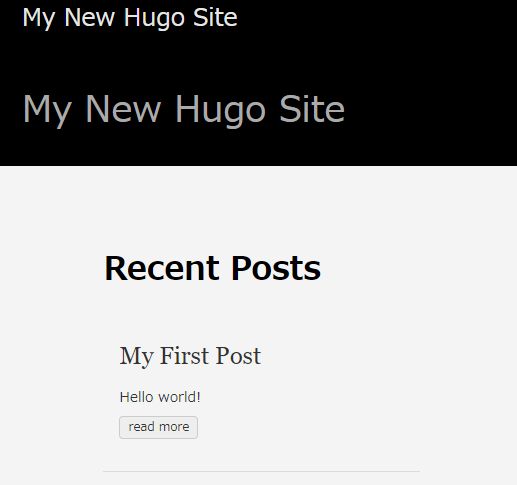 My New Hugo Site
My New Hugo Site
Recent Posts
My First Post
Hello world!
read more